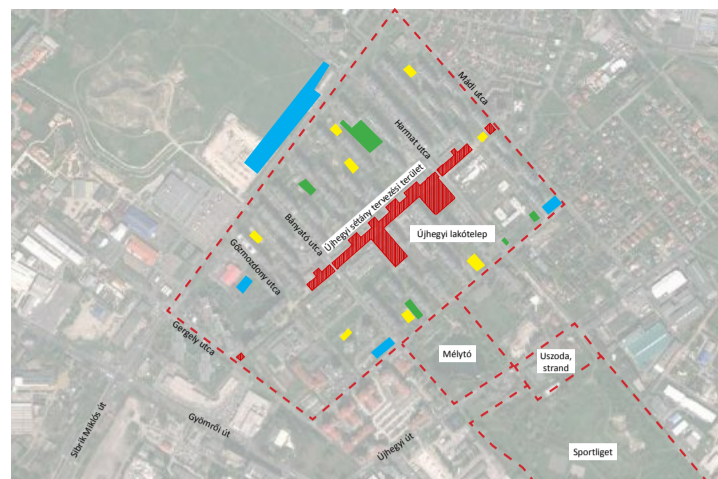 Mádi utca
Harmat utca
Újhegyi sétány tervezési terület
Újhegyi lakótelep
Bányató utca
Gőzmozdony utca
Gergely utca
Mélytó
Uszoda,
strand
Sibrik Miklós út
Gyömrői út
Újhegyi út
Sportliget